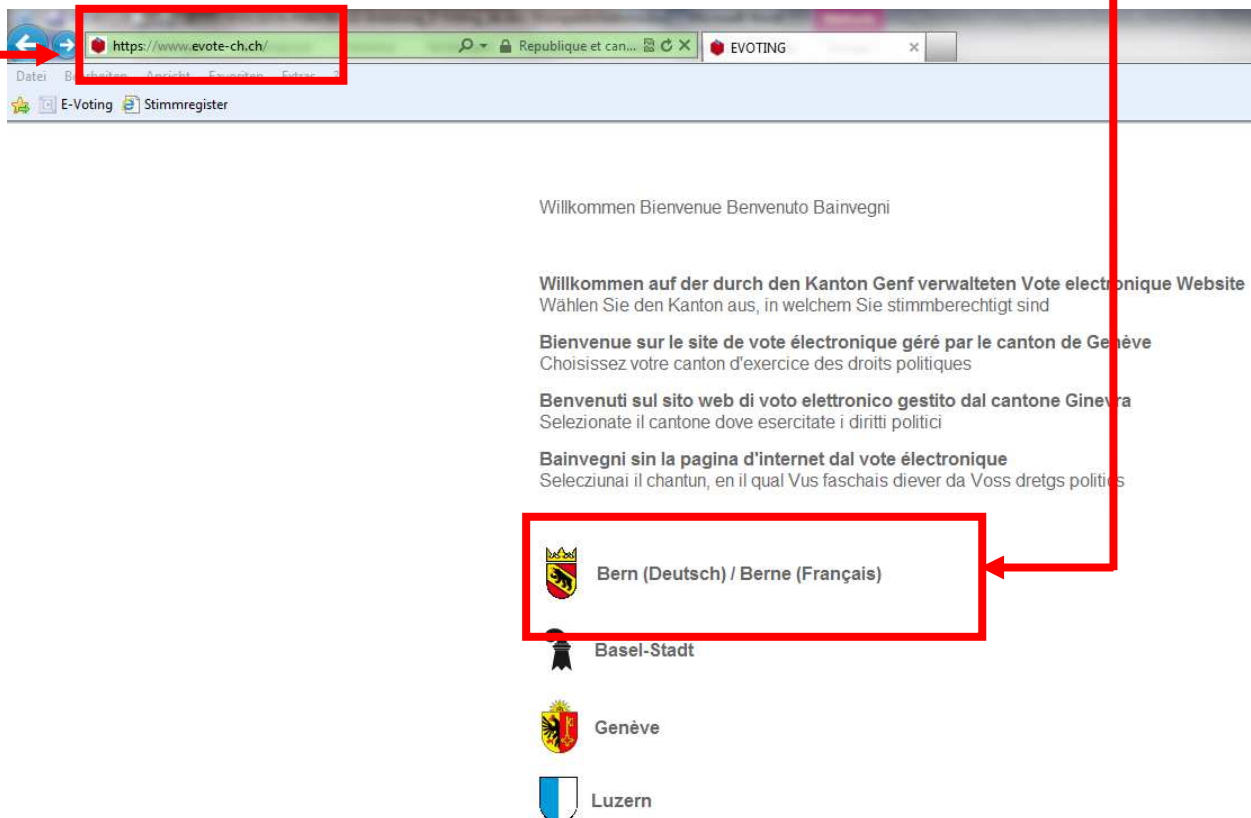 https://www.evote-ch.ch/
Republique et can...
EVOTING
Datei Bearbeiten Ansicht Favoriten Extras ?
E-Voting Stimmregister
Willkommen Bienvenue Benvenuto Bainvegni
Willkommen auf der durch den Kanton Genf verwalteten Vote electronique Website
Wählen Sie den Kanton aus, in welchem Sie stimmberechtigt sind
Bienvenue sur le site de vote électronique géré par le canton de Genève
Choisissez votre canton d'exercice des droits politiques
Benvenuti sul sito web di voto elettronico gestito dal cantone Ginevra
Selezionate il cantone dove esercitate i diritti politici
Bainvegni sin la pagina d'internet dal vote électronique
Selecziunai il chantun, en il qual Vus faschais diever da Voss dretgs politics
Bern (Deutsch) / Berne (Français)
Basel-Stadt
Genève
Luzern